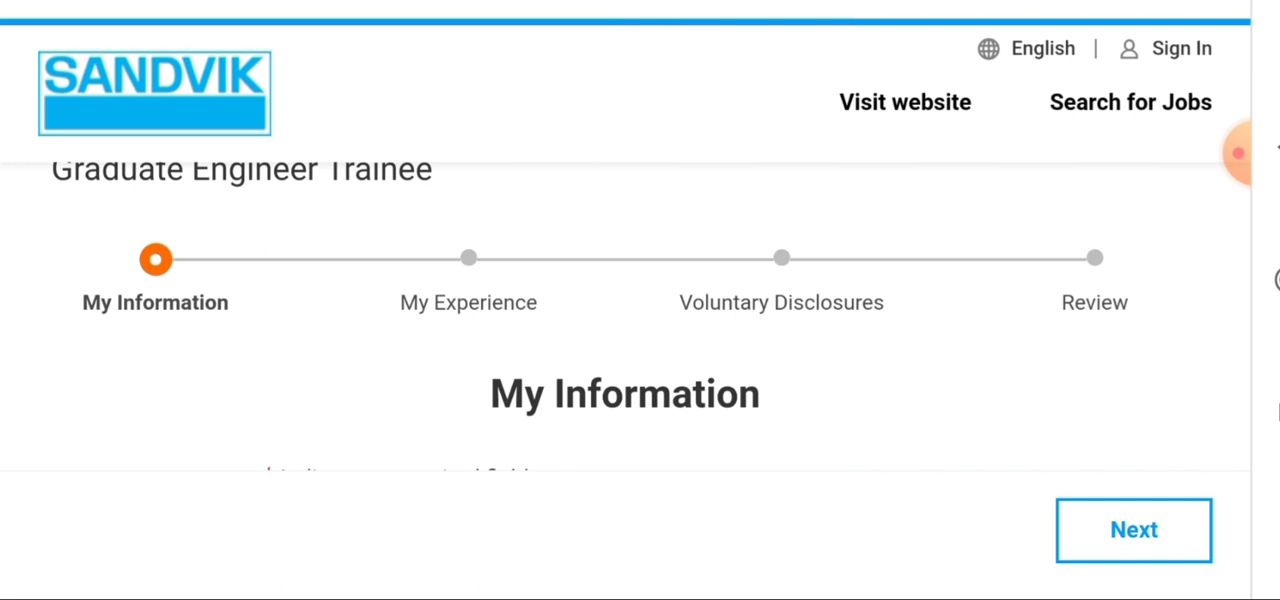 SANDVIK
English | Sign In
Visit website Search for Jobs
Graduate Engineer Trainee
My Information My Experience Voluntary Disclosures Review
My Information
Next